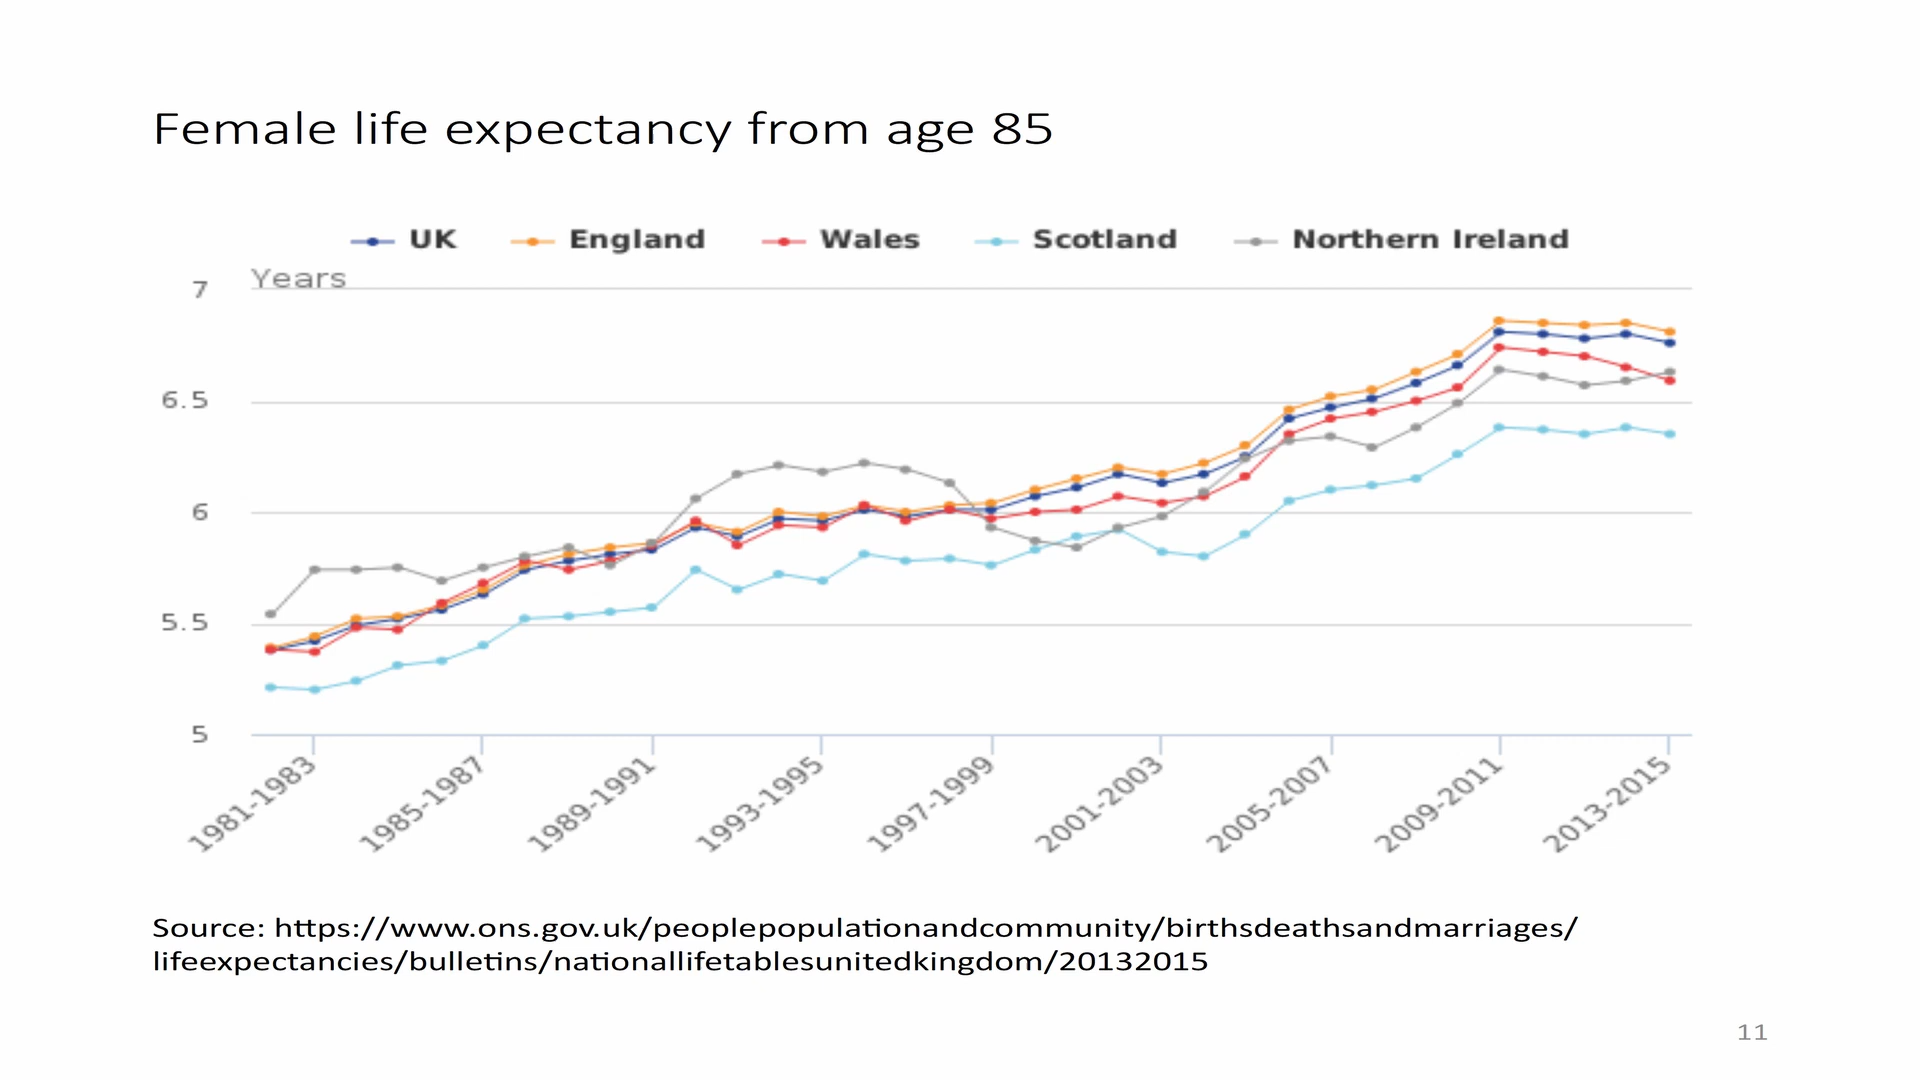 Female life expectancy from age 85
UK England Wales Scotland Northern Ireland
Years
7
6.5
6
5.5
5
1981-1983 1985-1987 1989-1991 1993-1995 1997-1999 2001-2003 2005-2007 2009-2011 2013-2015
Source: https://www.ons.gov.uk/peoplepopulationandcommunity/birthsdeathsandmarriages/
lifeexpectancies/bulletins/nationallifetablesunitedkingdom/20132015
11